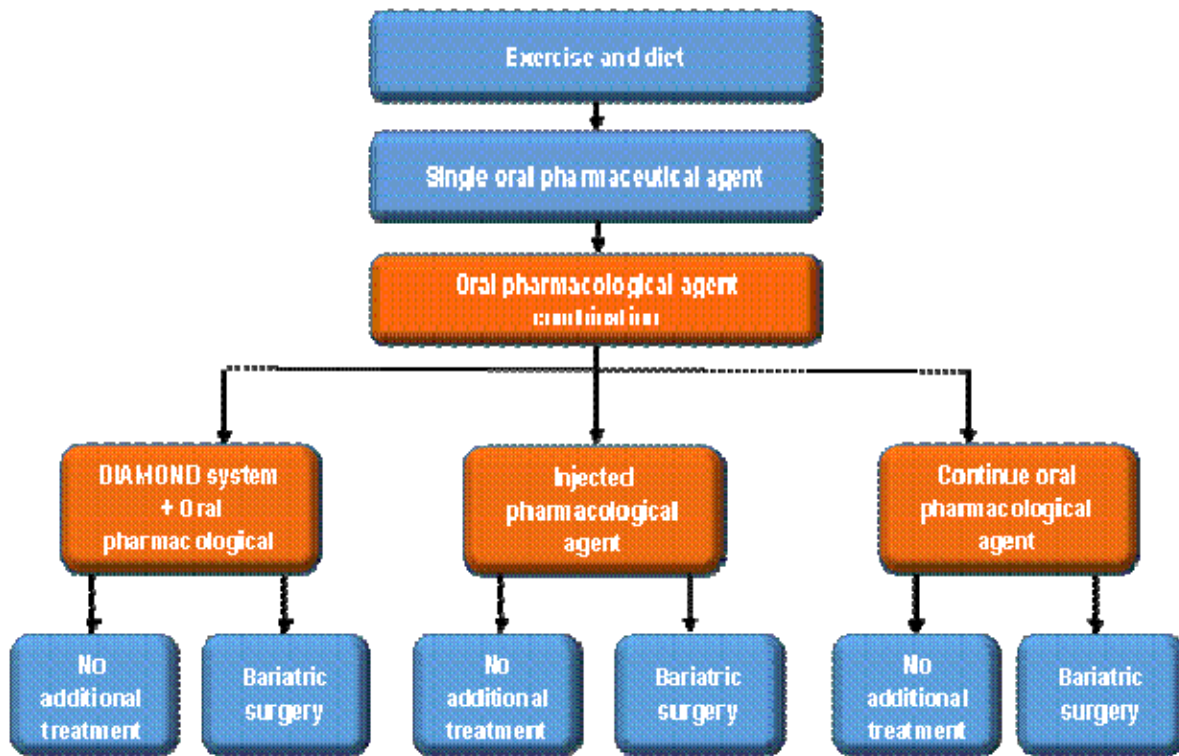 Exercise and diet
Single oral pharmaceutical agent
Oral pharmacological agent
combination
DIAMOND system
+ Oral
pharmacological
Injected
pharmacological
agent
Continue oral
pharmacological
agent
No
additional
treatment
Bariatric
surgery
No
additional
treatment
Bariatric
surgery
No
additional
treatment
Bariatric
surgery